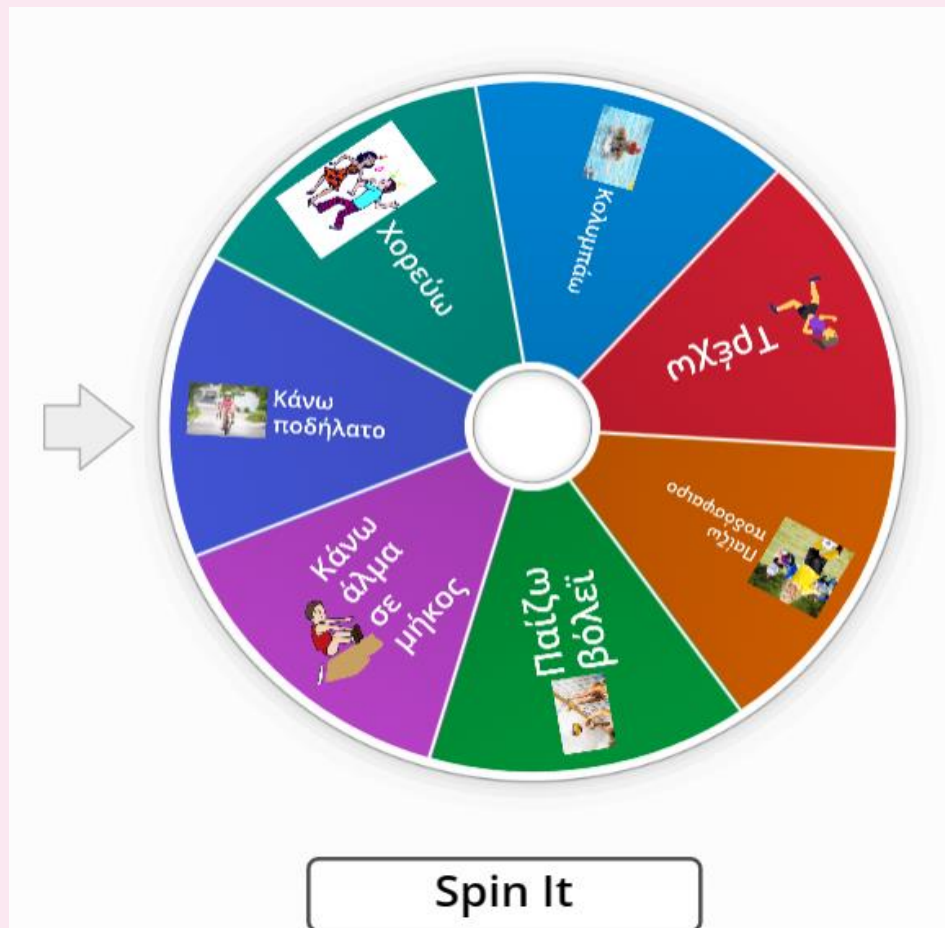 Κολυμπάω
Τρέχω
Παίζω
ποδόσφαιρο
Παίζω
βόλεϊ
Κάνω
άλμα
σε
μήκος
Κάνω
ποδήλατο
Χορεύω
Spin It